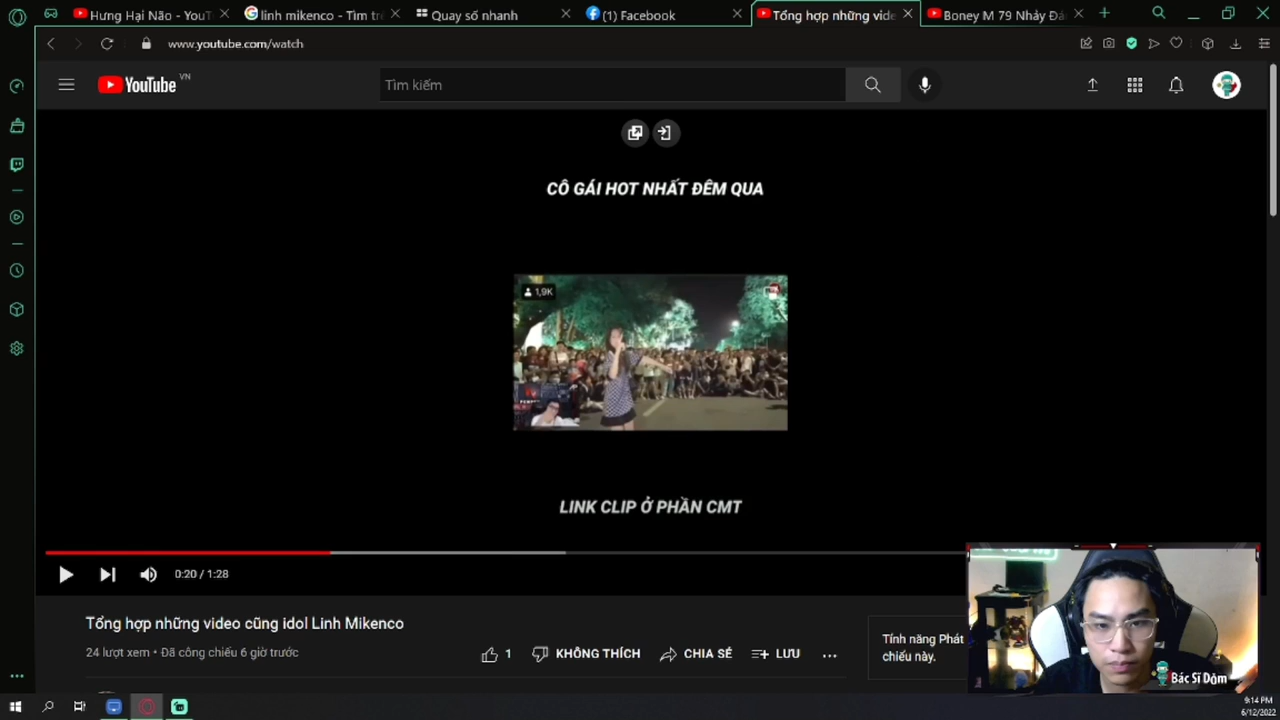 Hưng Hại Não - YouT
linh mikenco - Tìm trê
Quay số nhanh
(1) Facebook
Tổng hợp những vide
Boney M 79 Nhảy Đá
www.youtube.com/watch
YouTube VN
Tìm kiếm
CÔ GÁI HOT NHẤT ĐÊM QUA
1,9K
LINK CLIP Ở PHẦN CMT
0:20 / 1:28
Tổng hợp những video cũng idol Linh Mikenco
24 lượt xem • Đã công chiếu 6 giờ trước
1
KHÔNG THÍCH
CHIA SẺ
LƯU
Tính năng Phát
chiếu này.
Bác Sĩ Dỏm
9:14 PM
6/12/2022